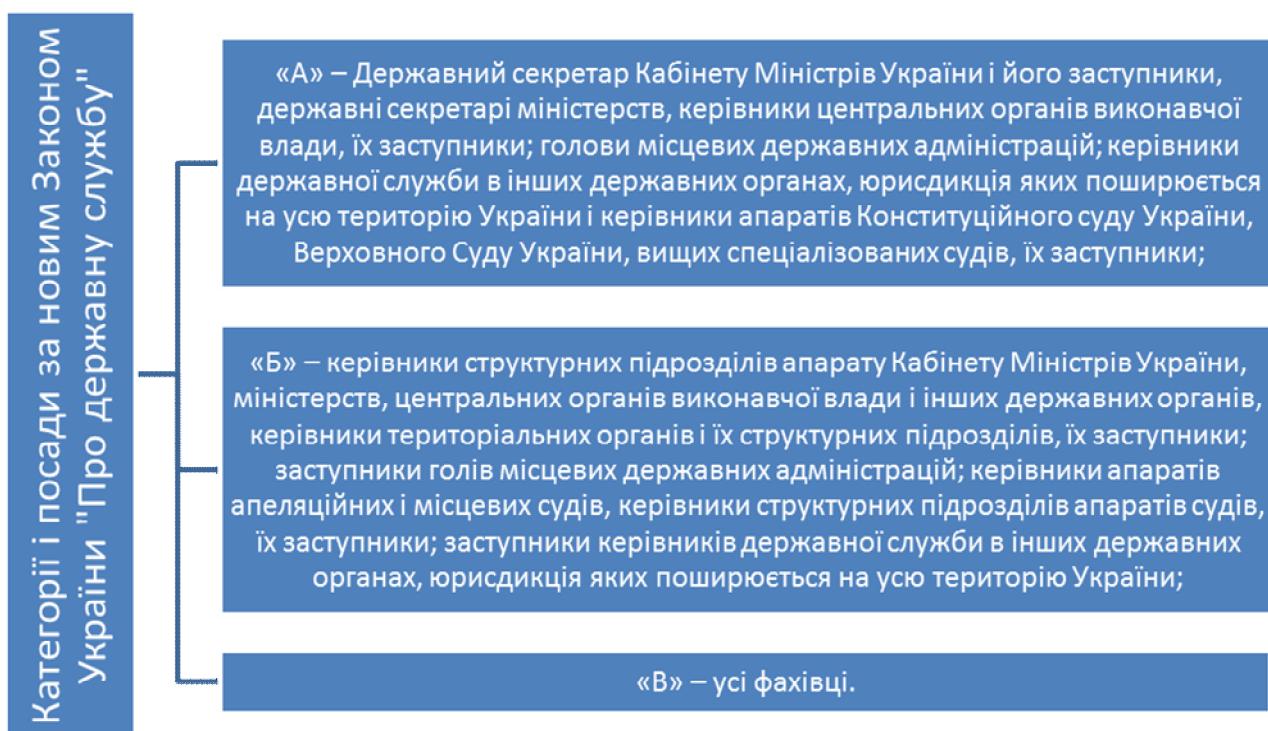 Категорії і посади за новим Законом
України "Про державну службу"
«А» – Державний секретар Кабінету Міністрів України і його заступники,
державні секретарі міністерств, керівники центральних органів виконавчої
влади, їх заступники; голови місцевих державних адміністрацій; керівники
державної служби в інших державних органах, юрисдикція яких поширюється
на усю територію України і керівники апаратів Конституційного суду України,
Верховного Суду України, вищих спеціалізованих судів, їх заступники;
«Б» – керівники структурних підрозділів апарату Кабінету Міністрів України,
міністерств, центральних органів виконавчої влади і інших державних органів,
керівники територіальних органів і їх структурних підрозділів, їх заступники;
заступники голів місцевих державних адміністрацій; керівники апаратів
апеляційних і місцевих судів, керівники структурних підрозділів апаратів судів,
їх заступники; заступники керівників державної служби в інших державних
органах, юрисдикція яких поширюється на усю територію України;
«В» – усі фахівці.